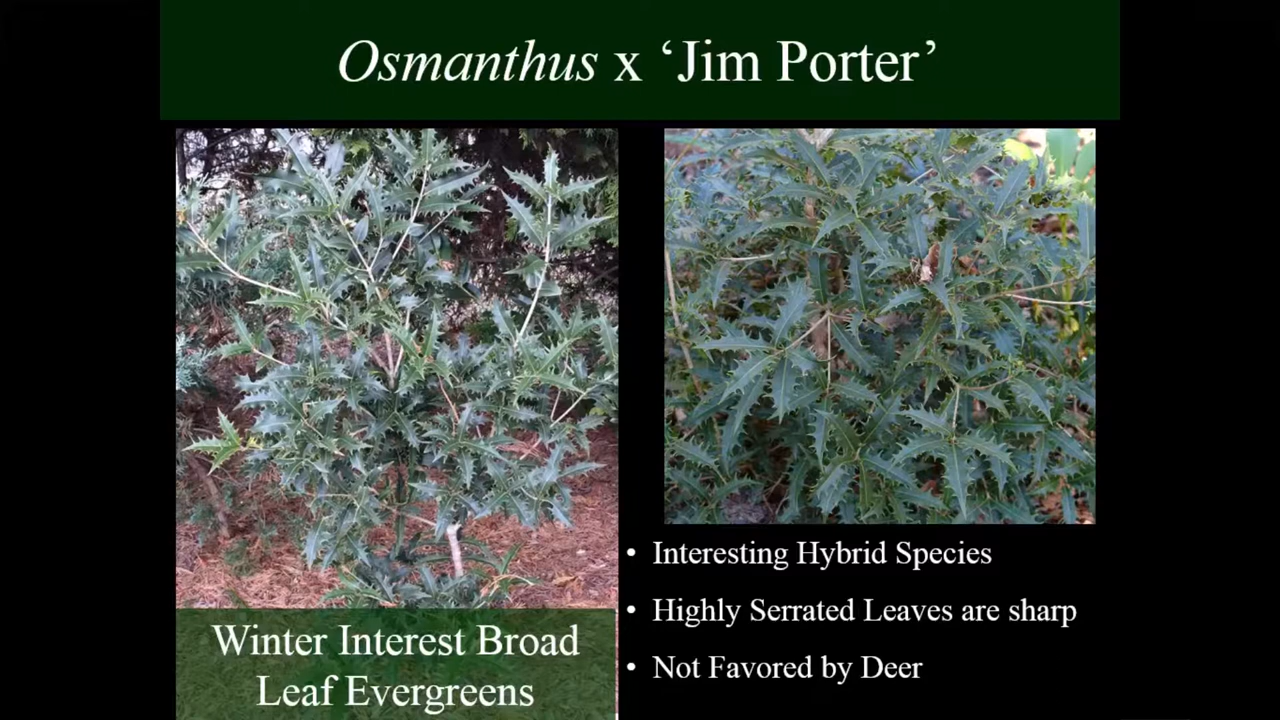 Osmanthus x ‘Jim Porter’
Winter Interest Broad
Leaf Evergreens
• Interesting Hybrid Species
• Highly Serrated Leaves are sharp
• Not Favored by Deer